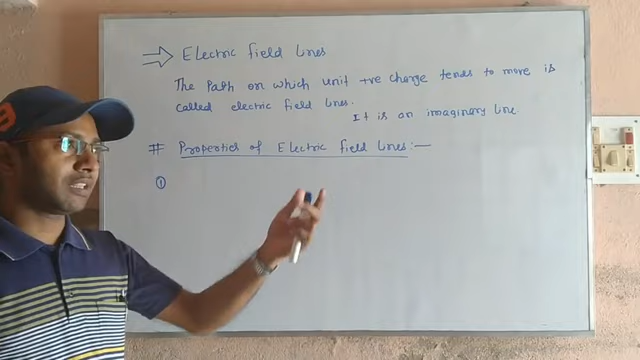 ⇒ Electric field lines
The Path on which unit +ve charge tends to move is
called electric field lines.
It is an imaginary line.
# Properties of Electric field lines:—
①